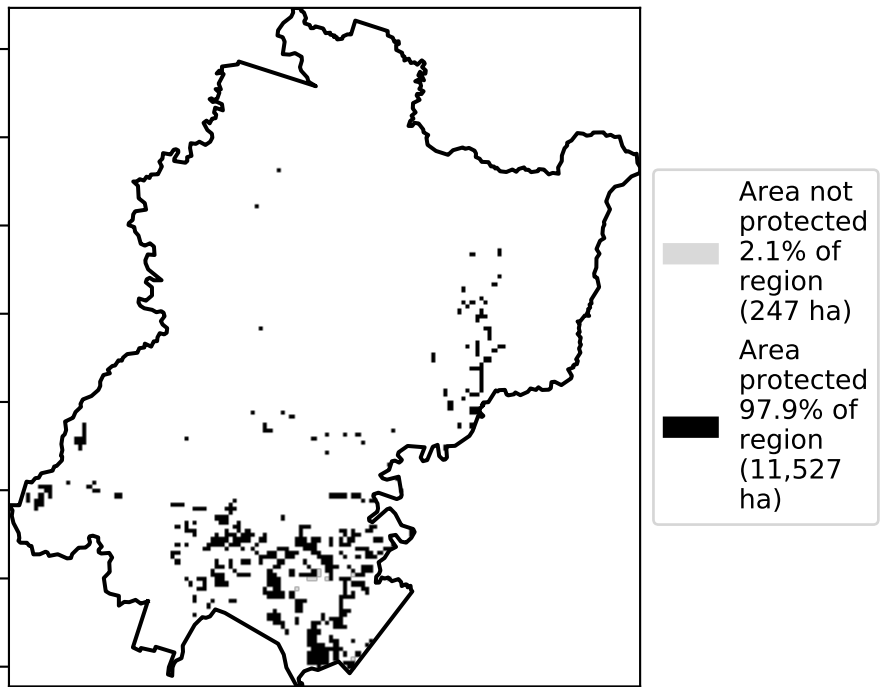 Area not
protected
2.1% of
region
(247 ha)
Area
protected
97.9% of
region
(11,527
ha)